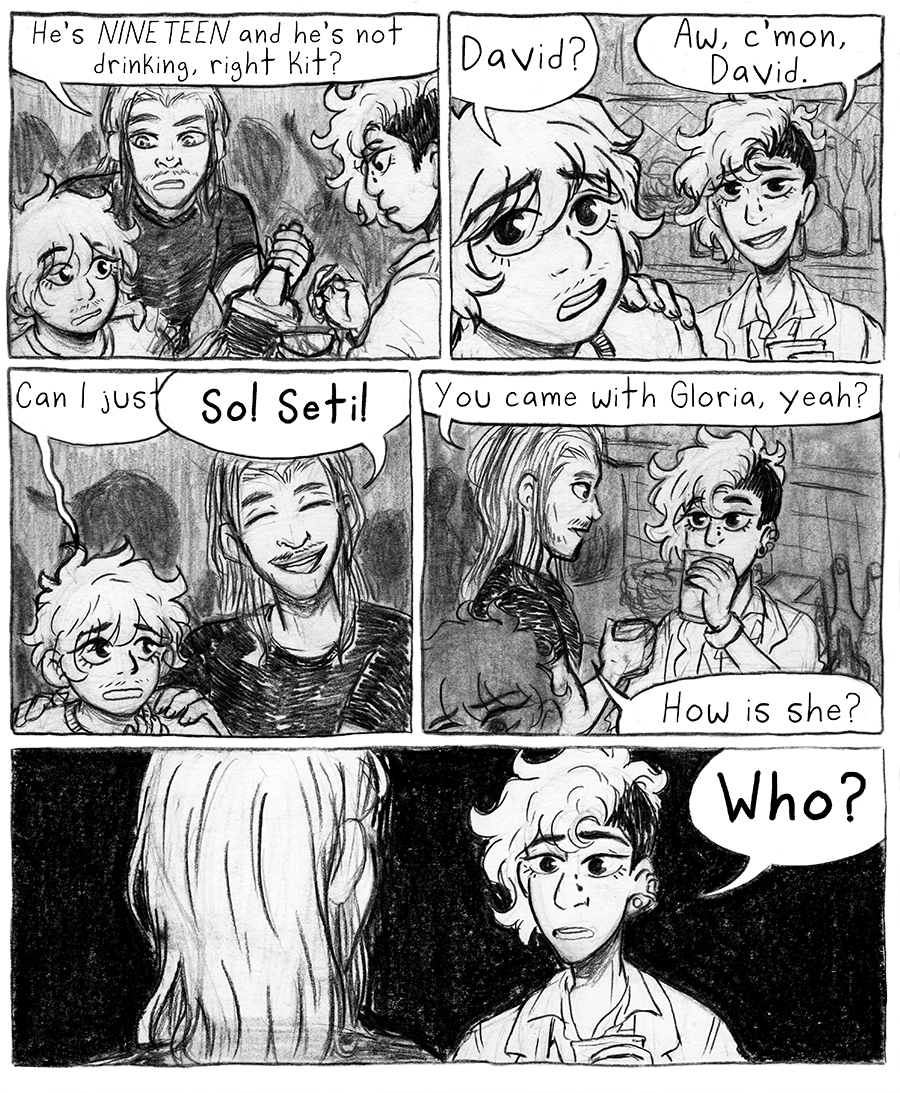 He's NINETEEN and he's not
drinking, right Kit?
David?
Aw, c'mon,
David.
Can I just
So! Seti!
You came with Gloria, yeah?
How is she?
Who?